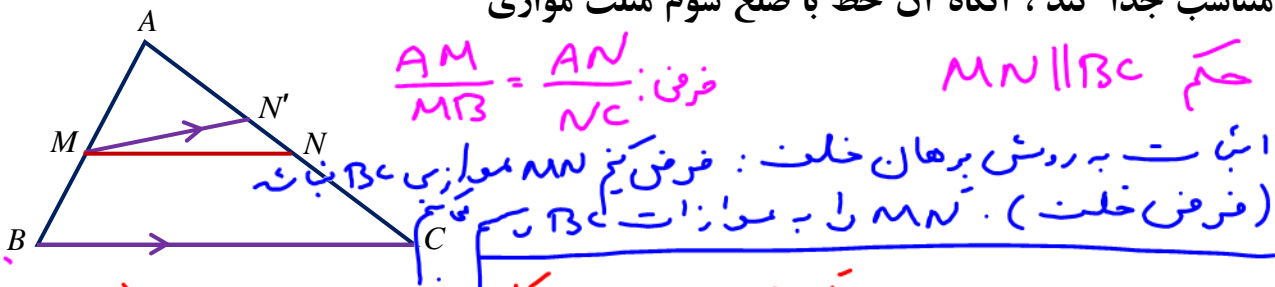 متناسب جدا کند ، آنگاه آن خط با ضلع سوم مثلث موازی
A
فرض: AM/MB = AN/NC
حکم MN||BC
N'
M
N
اثبات به روش برهان خلف : فرض کنیم MN موازی BC نباشد
(فرض خلف). MN' را به موازات BC رسم می‌کنیم
B
C